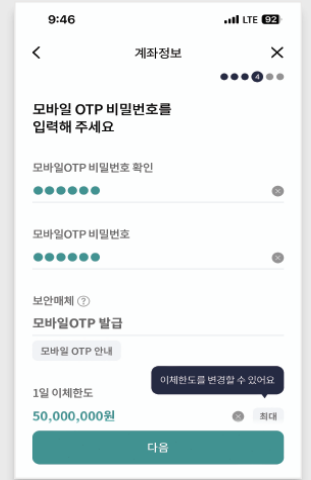 9:46
LTE 92
계좌정보
4
모바일 OTP 비밀번호를
입력해 주세요
모바일OTP 비밀번호 확인
모바일OTP 비밀번호
보안매체 ?
모바일OTP 발급
모바일 OTP 안내
이체한도를 변경할 수 있어요
1일 이체한도
50,000,000원
최대
다음